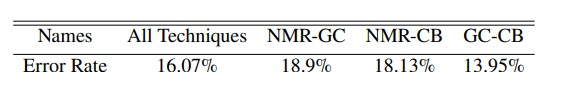 Names All Techniques NMR-GC NMR-CB GC-CB
Error Rate 16.07% 18.9% 18.13% 13.95%